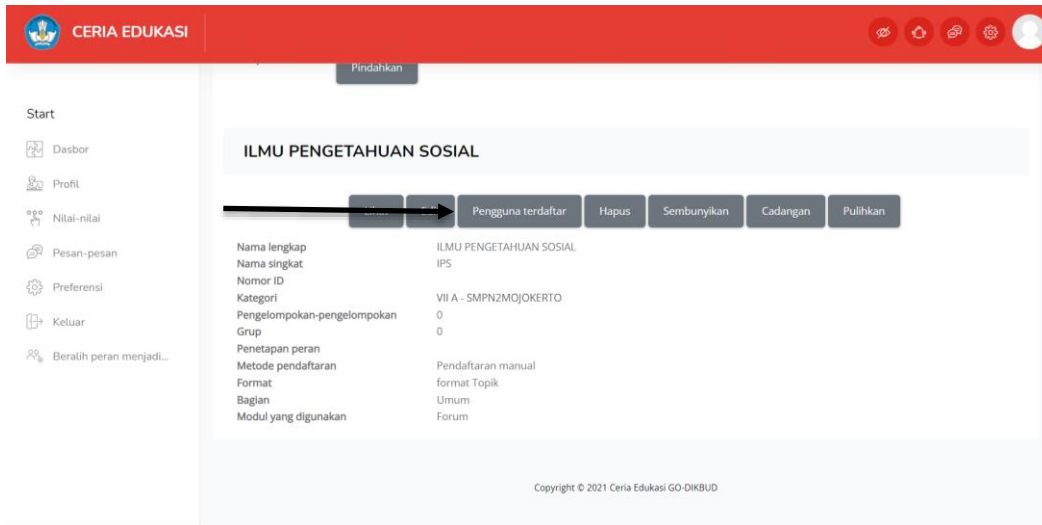 CERIA EDUKASI
Pindahkan
Start
Dasbor
Profil
Nilai-nilai
Pesan-pesan
Preferensi
Keluar
Beralih peran menjadi...
ILMU PENGETAHUAN SOSIAL
Pengguna terdaftar Hapus Sembunyikan Cadangan Pulihkan
Nama lengkap ILMU PENGETAHUAN SOSIAL
Nama singkat IPS
Nomor ID
Kategori VII A - SMPN2MOJOKERTO
Pengelompokan-pengelompokan 0
Grup 0
Penetapan peran
Metode pendaftaran Pendaftaran manual
Format format Topik
Bagian Umum
Modul yang digunakan Forum
Copyright © 2021 Ceria Edukasi GO-DIKBUD